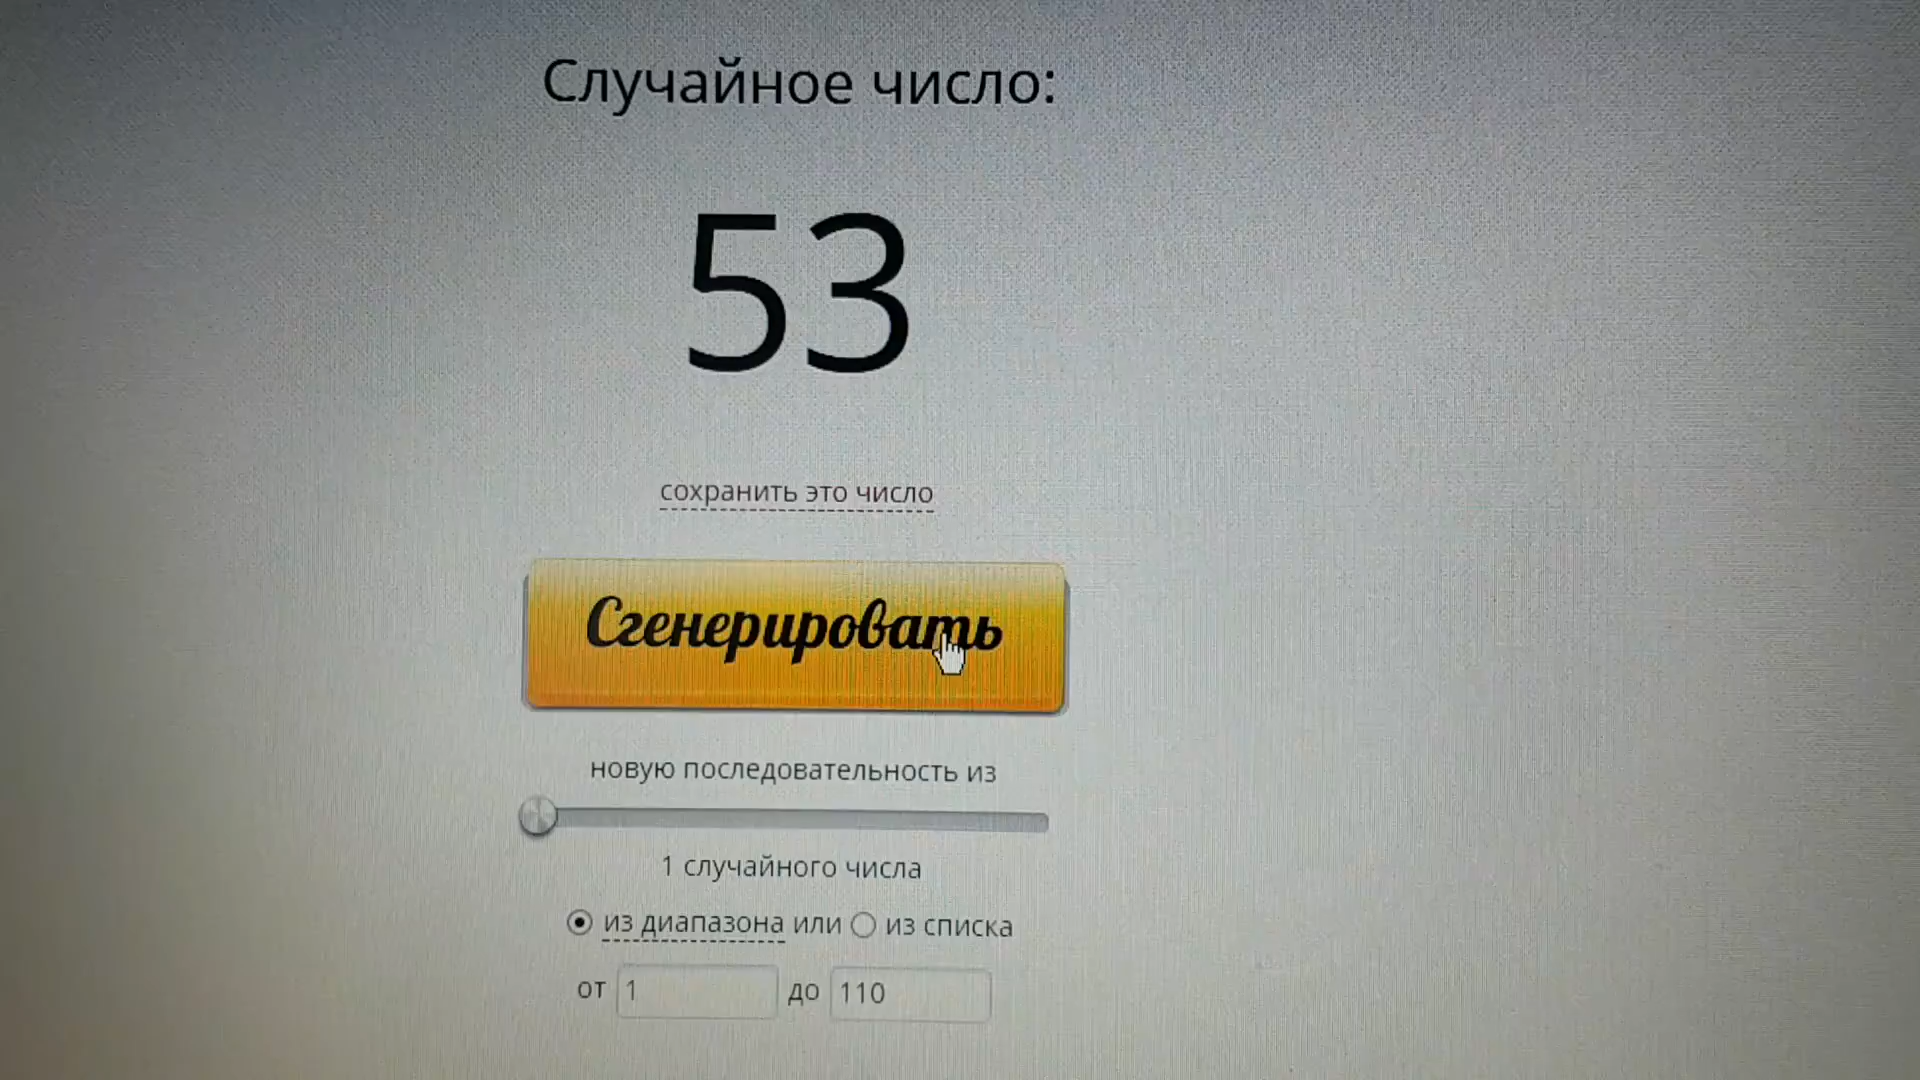 Случайное число:
53
сохранить это число
Сгенерировать
новую последовательность из
1 случайного числа
из диапазона или из списка
от 1 до 110